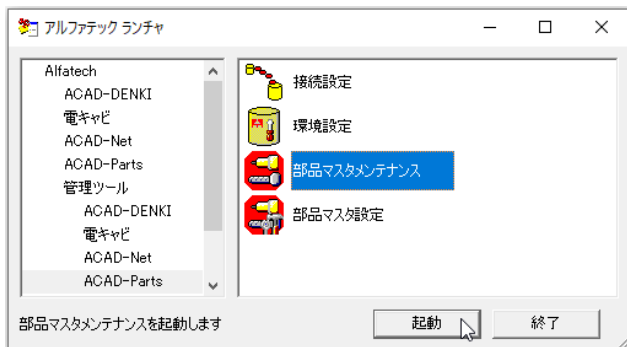 アルファテック ランチャ
Alfatech
ACAD-DENKI
電キャビ
ACAD-Net
ACAD-Parts
管理ツール
ACAD-DENKI
電キャビ
ACAD-Net
ACAD-Parts
接続設定
環境設定
部品マスタメンテナンス
部品マスタ設定
部品マスタメンテナンスを起動します
起動
終了